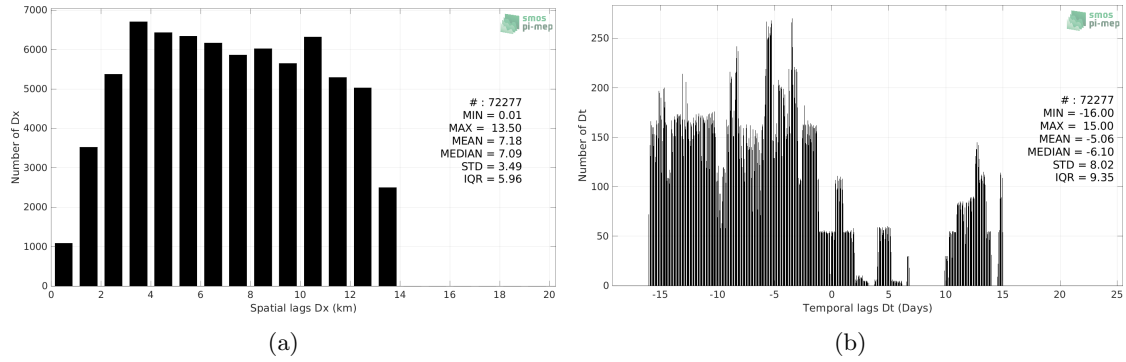 7000
6000
5000
4000
3000
2000
1000
0
Number of Dx
0 2 4 6 8 10 12 14 16 18 20
Spatial lags Dx (km)
smos
pi-mep
# : 72277
MIN = 0.01
MAX = 13.50
MEAN = 7.18
MEDIAN = 7.09
STD = 3.49
IQR = 5.96
(a)
250
200
150
100
50
0
Number of Dt
-15 -10 -5 0 5 10 15 20 25
Temporal lags Dt (Days)
smos
pi-mep
# : 72277
MIN = -16.00
MAX = 15.00
MEAN = -5.06
MEDIAN = -6.10
STD = 8.02
IQR = 9.35
(b)